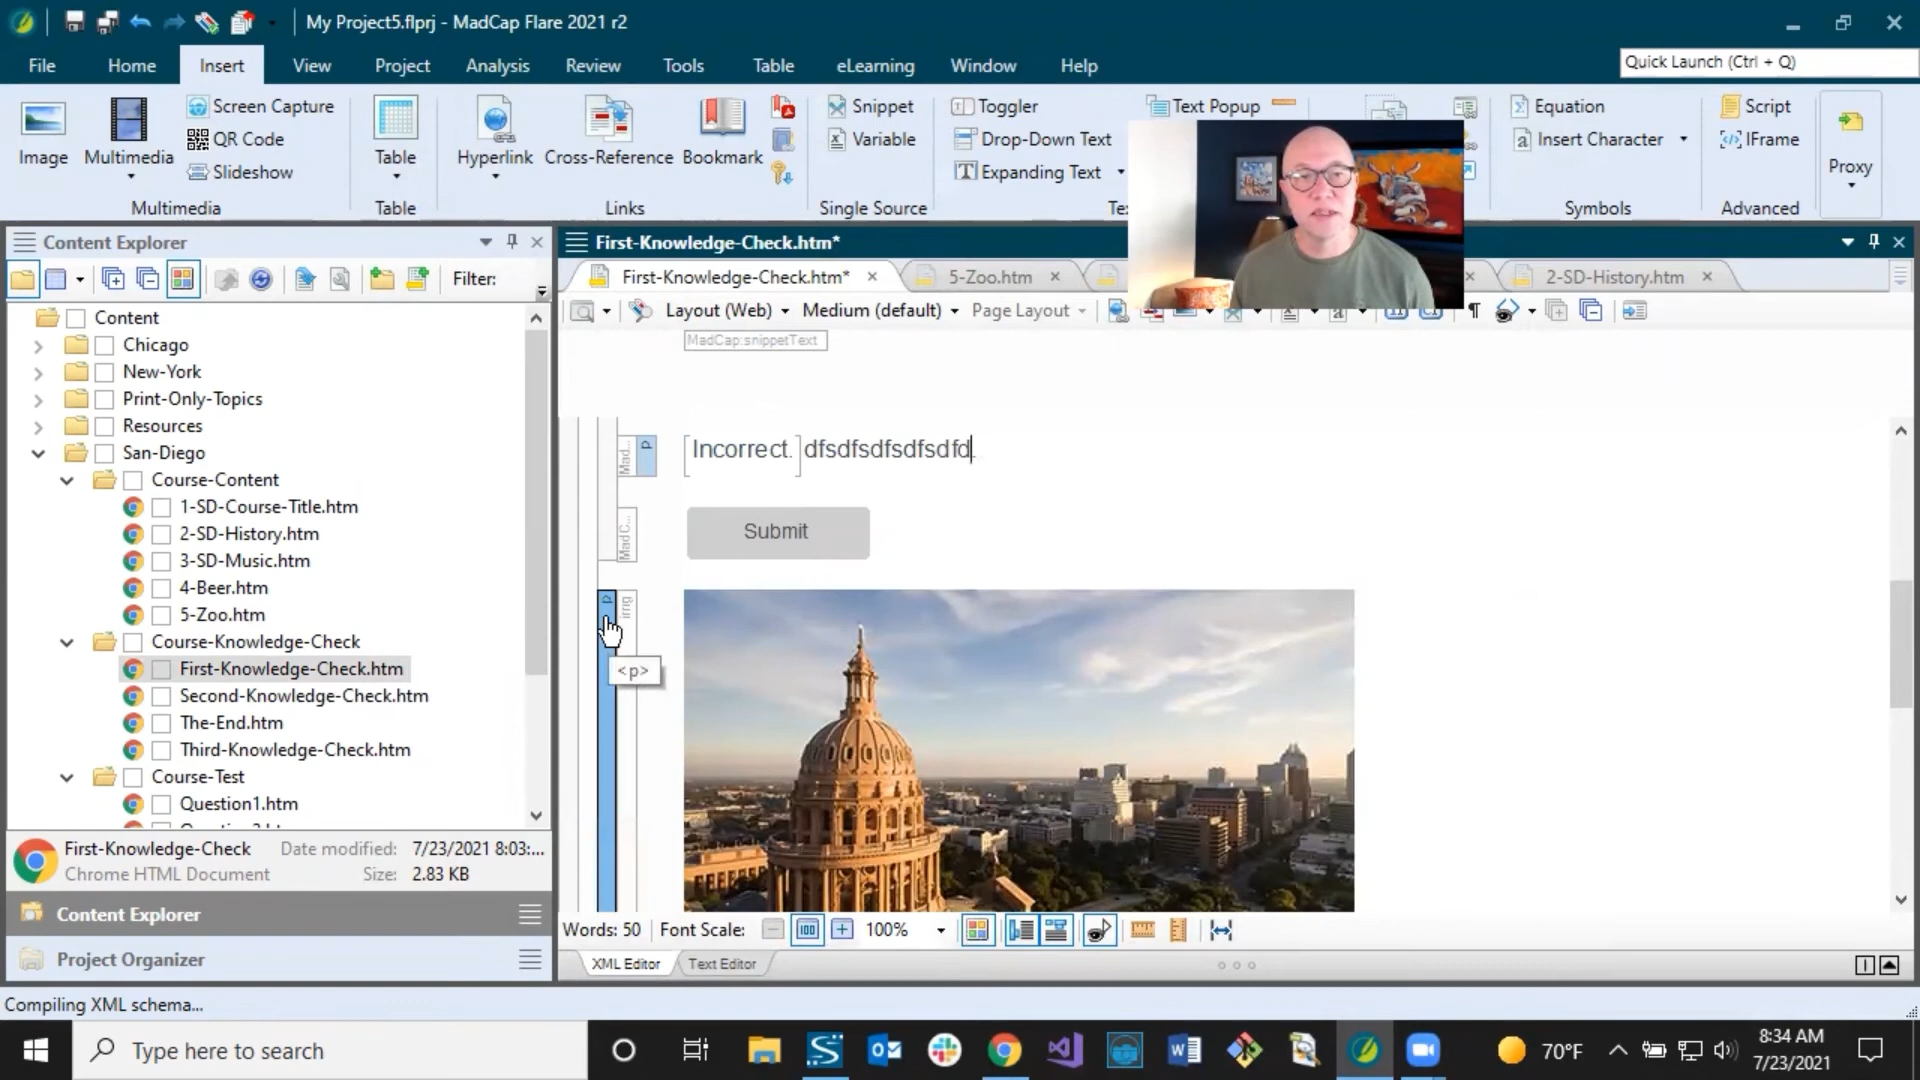 My Project5.flprj - MadCap Flare 2021 r2
File Home Insert View Project Analysis Review Tools Table eLearning Window Help
Quick Launch (Ctrl + Q)
Image
Multimedia
Screen Capture
QR Code
Slideshow
Multimedia
Table
Table
Hyperlink
Cross-Reference
Bookmark
Links
Snippet
Variable
Single Source
Toggler
Drop-Down Text
Expanding Text
Text Popup
Equation
Insert Character
Symbols
Script
IFrame
Advanced
Proxy
Content Explorer
Filter:
Content
Chicago
New-York
Print-Only-Topics
Resources
San-Diego
Course-Content
1-SD-Course-Title.htm
2-SD-History.htm
3-SD-Music.htm
4-Beer.htm
5-Zoo.htm
Course-Knowledge-Check
First-Knowledge-Check.htm
Second-Knowledge-Check.htm
The-End.htm
Third-Knowledge-Check.htm
Course-Test
Question1.htm
First-Knowledge-Check Date modified: 7/23/2021 8:03:...
Chrome HTML Document Size: 2.83 KB
Content Explorer
Project Organizer
First-Knowledge-Check.htm*
First-Knowledge-Check.htm* 5-Zoo.htm 2-SD-History.htm
Layout (Web) Medium (default) Page Layout
MadCap:snippetText
Mad... p
Incorrect. dfsdfsdfsdfsdfd.
MadC...
Submit
p img
<p>
Words: 50 Font Scale: 100 100%
XML Editor Text Editor
Compiling XML schema...
Type here to search
70°F
8:34 AM
7/23/2021